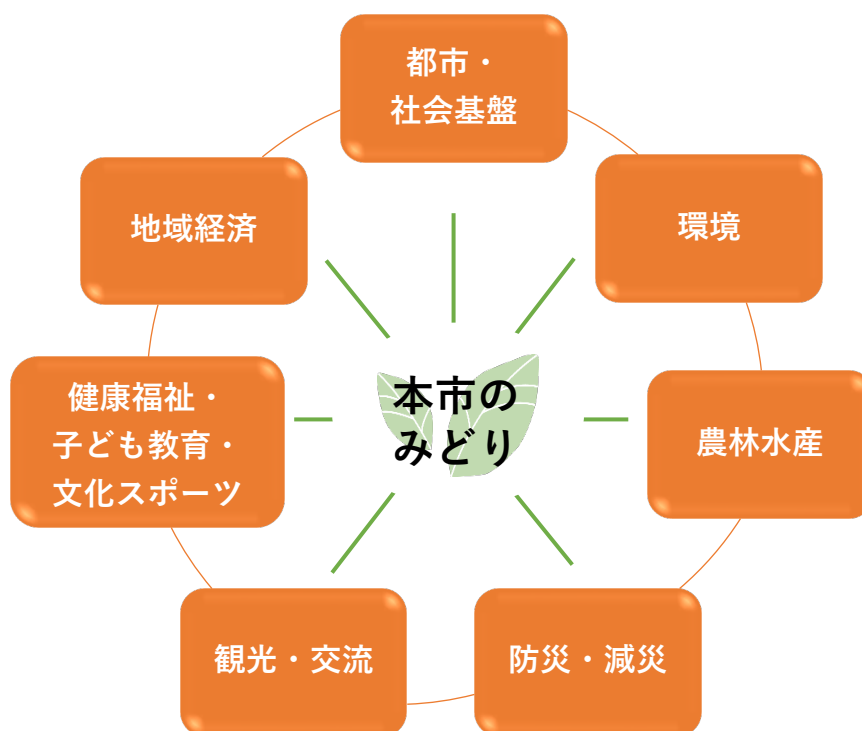 都市・
社会基盤
環境
農林水産
防災・減災
観光・交流
健康福祉・
子ども教育・
文化スポーツ
地域経済
本市の
みどり